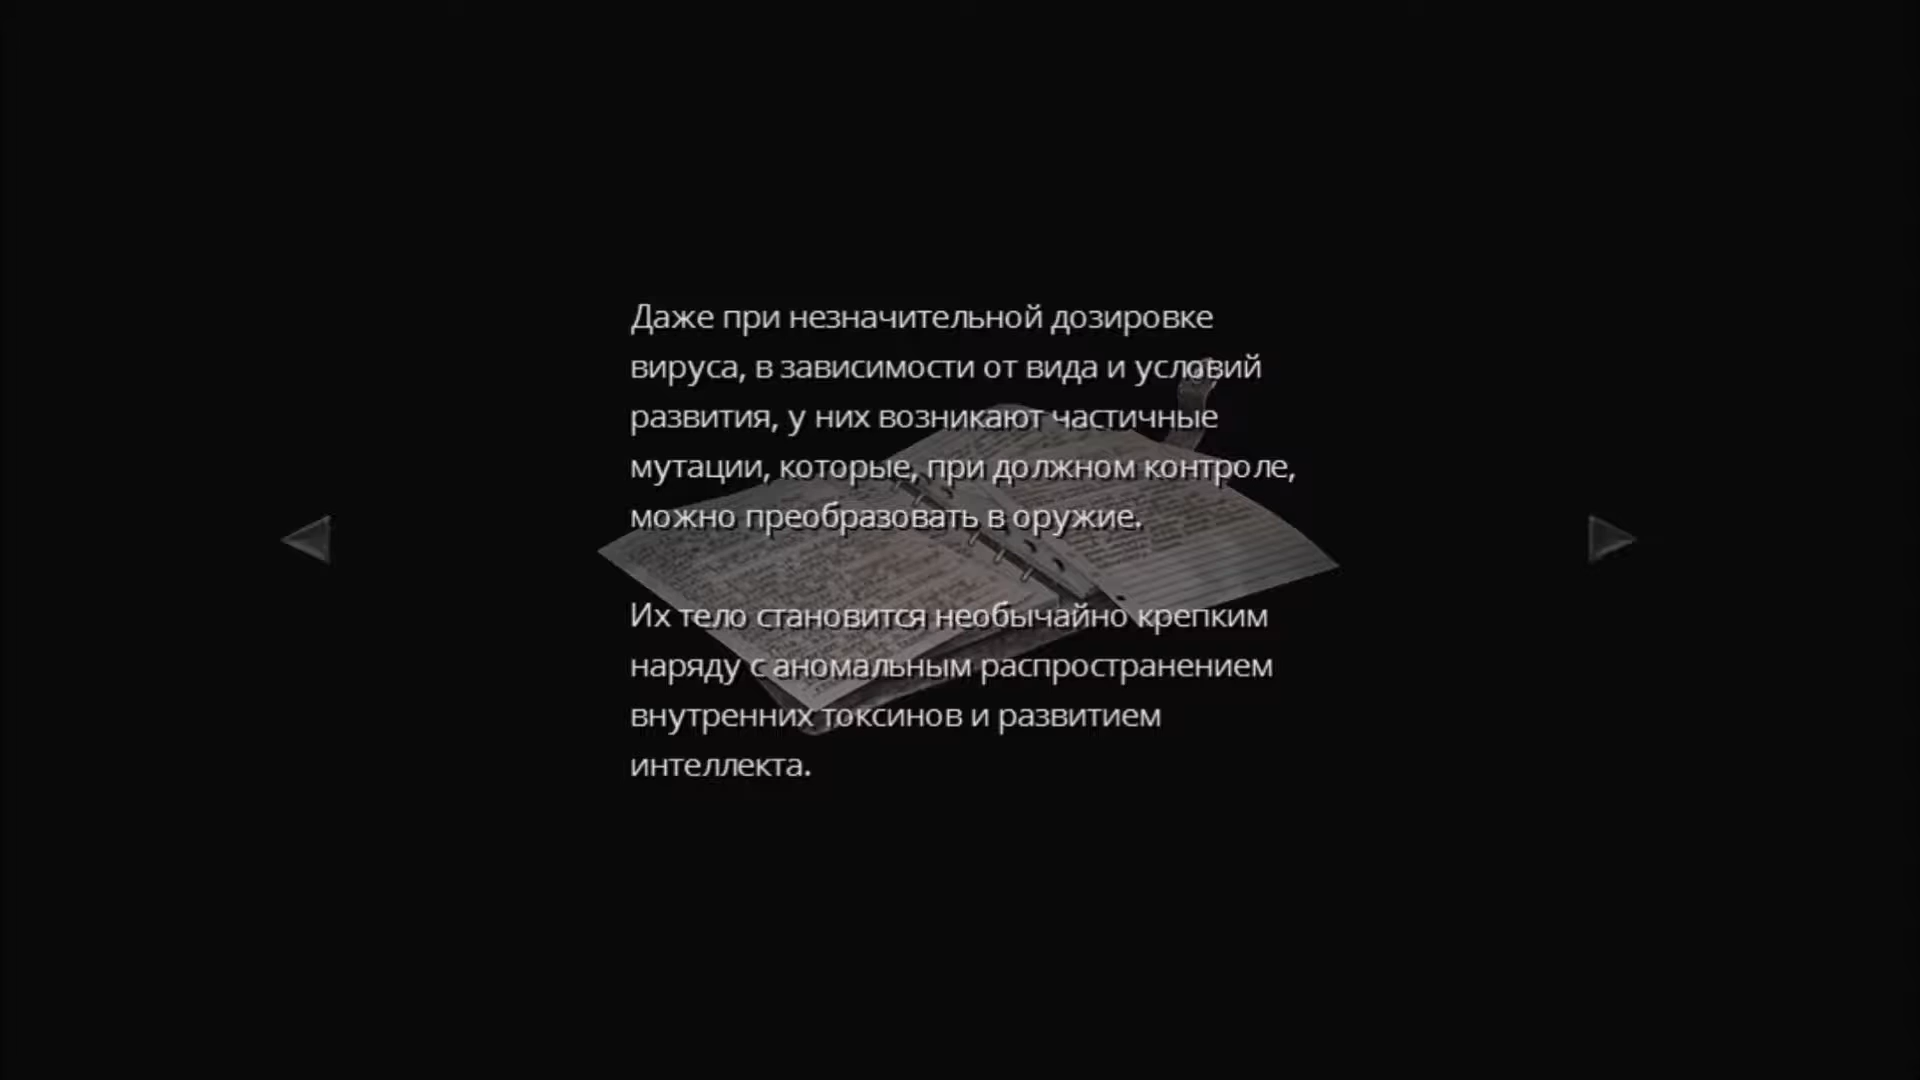 Даже при незначительной дозировке
вируса, в зависимости от вида и условий
развития, у них возникают частичные
мутации, которые, при должном контроле,
можно преобразовать в оружие.
Их тело становится необычайно крепким
наряду с аномальным распространением
внутренних токсинов и развитием
интеллекта.